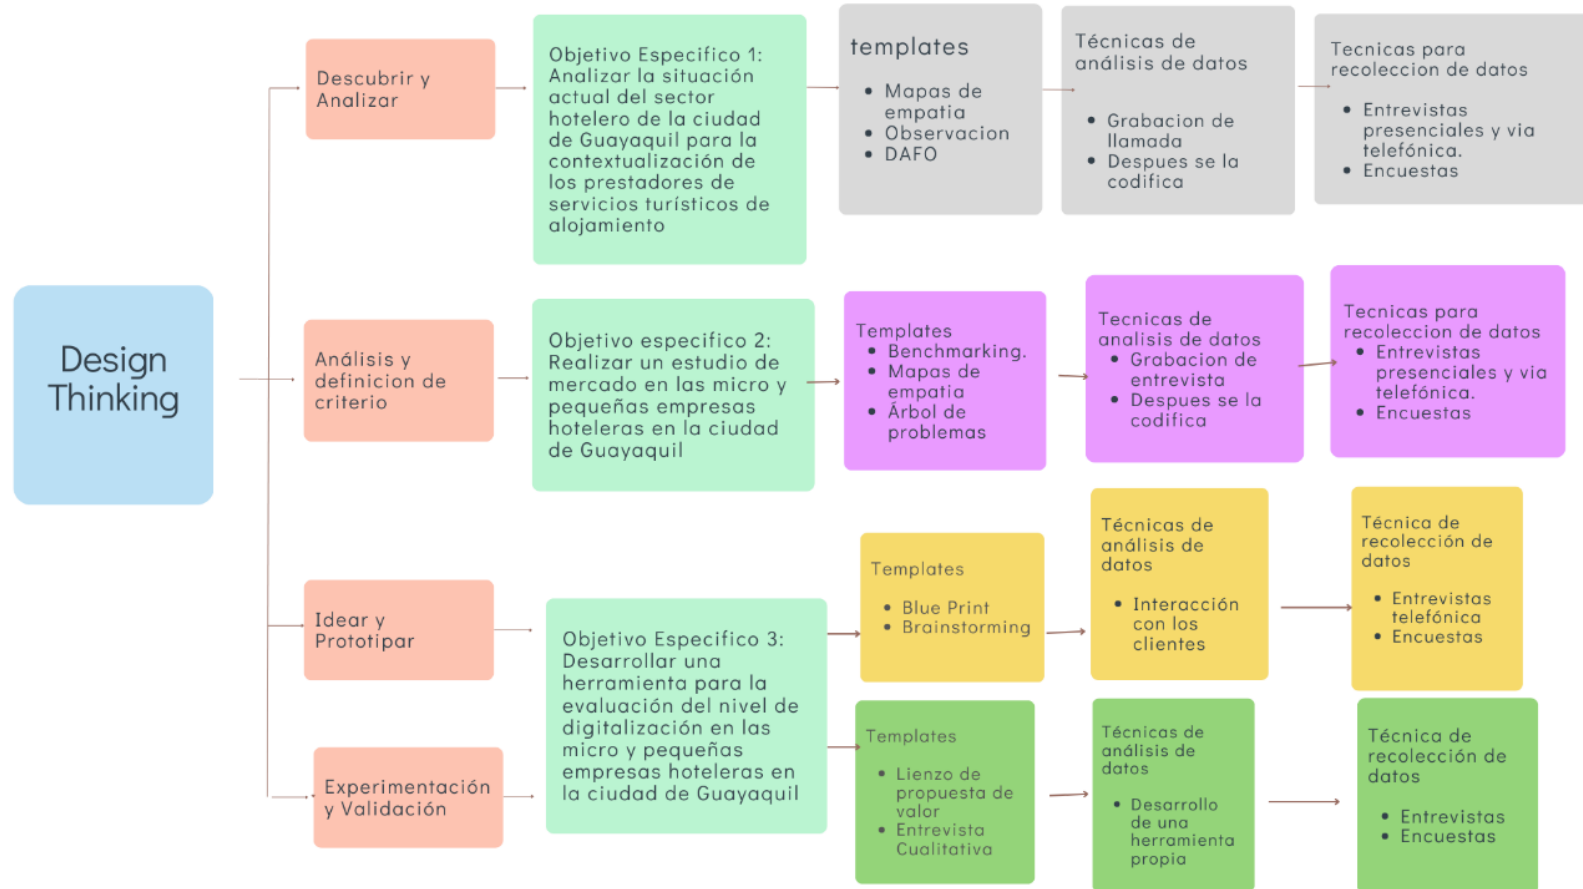 Design
Thinking
Descubrir y
Analizar
Objetivo Especifico 1:
Analizar la situación
actual del sector
hotelero de la ciudad
de Guayaquil para la
contextualización de
los prestadores de
servicios turísticos de
alojamiento
templates
• Mapas de
empatia
• Observacion
• DAFO
Técnicas de
análisis de datos
• Grabacion de
llamada
• Despues se la
codifica
Tecnicas para
recoleccion de datos
• Entrevistas
presenciales y via
telefónica.
• Encuestas
Análisis y
definicion de
criterio
Objetivo especifico 2:
Realizar un estudio de
mercado en las micro y
pequeñas empresas
hoteleras en la ciudad
de Guayaquil
Templates
• Benchmarking.
• Mapas de
empatia
• Árbol de
problemas
Tecnicas de
analisis de datos
• Grabacion de
entrevista
• Despues se la
codifica
Tecnicas para
recoleccion de datos
• Entrevistas
presenciales y via
telefónica.
• Encuestas
Idear y
Prototipar
Objetivo Especifico 3:
Desarrollar una
herramienta para la
evaluación del nivel de
digitalización en las
micro y pequeñas
empresas hoteleras en
la ciudad de Guayaquil
Templates
• Blue Print
• Brainstorming
Técnicas de
análisis de
datos
• Interacción
con los
clientes
Técnica de
recolección de
datos
• Entrevistas
telefónica
• Encuestas
Experimentación
y Validación
Templates
• Lienzo de
propuesta de
valor
• Entrevista
Cualitativa
Técnicas de
análisis de
datos
• Desarrollo
de una
herramienta
propia
Técnica de
recolección de
datos
• Entrevistas
• Encuestas